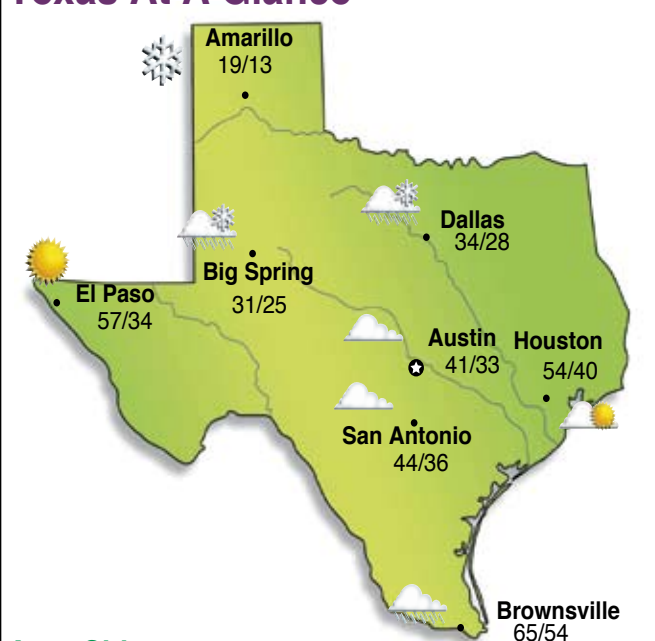 Texas At A Glance
Amarillo
19/13
Dallas
34/28
Big Spring
31/25
El Paso
57/34
Austin
41/33
Houston
54/40
San Antonio
44/36
Brownsville
65/54